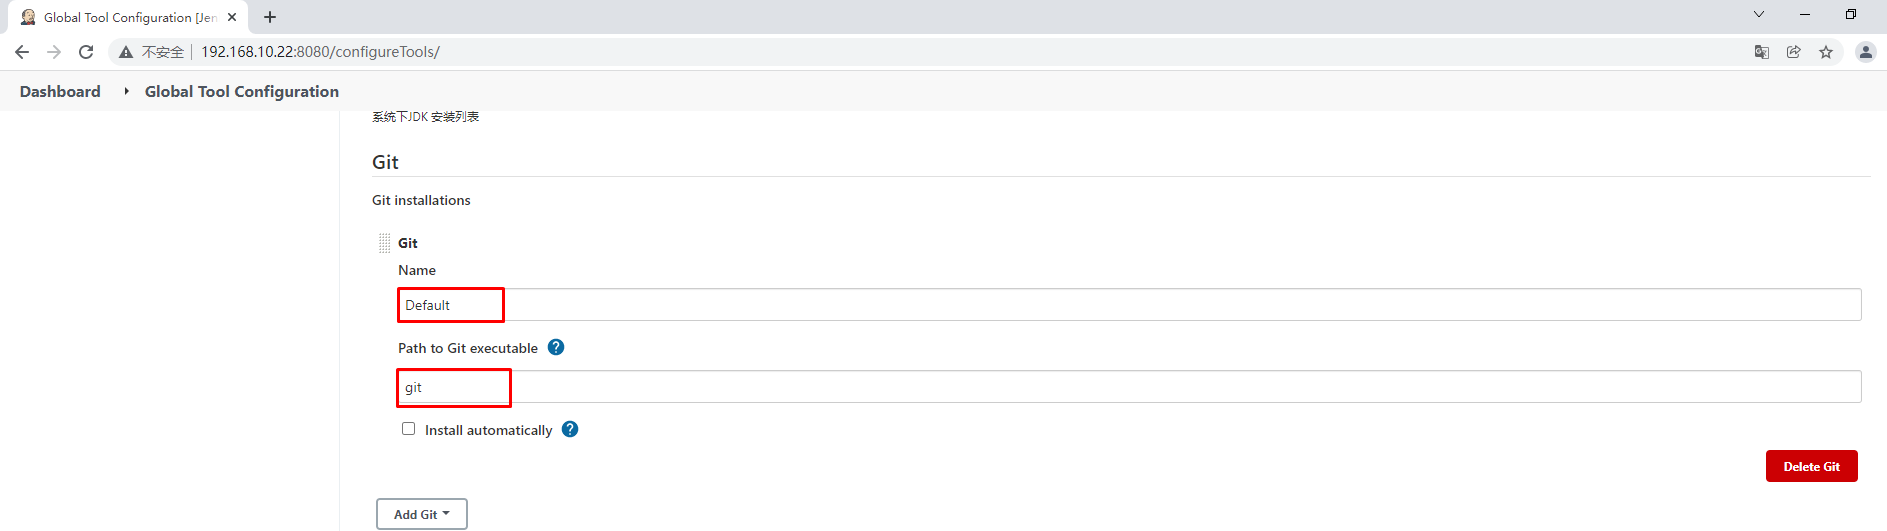 Global Tool Configuration [Jen
不安全 192.168.10.22:8080/configureTools/
Dashboard Global Tool Configuration
系统下JDK 安装列表
Git
Git installations
Git
Name
Default
Path to Git executable ?
git
Install automatically ?
Delete Git
Add Git